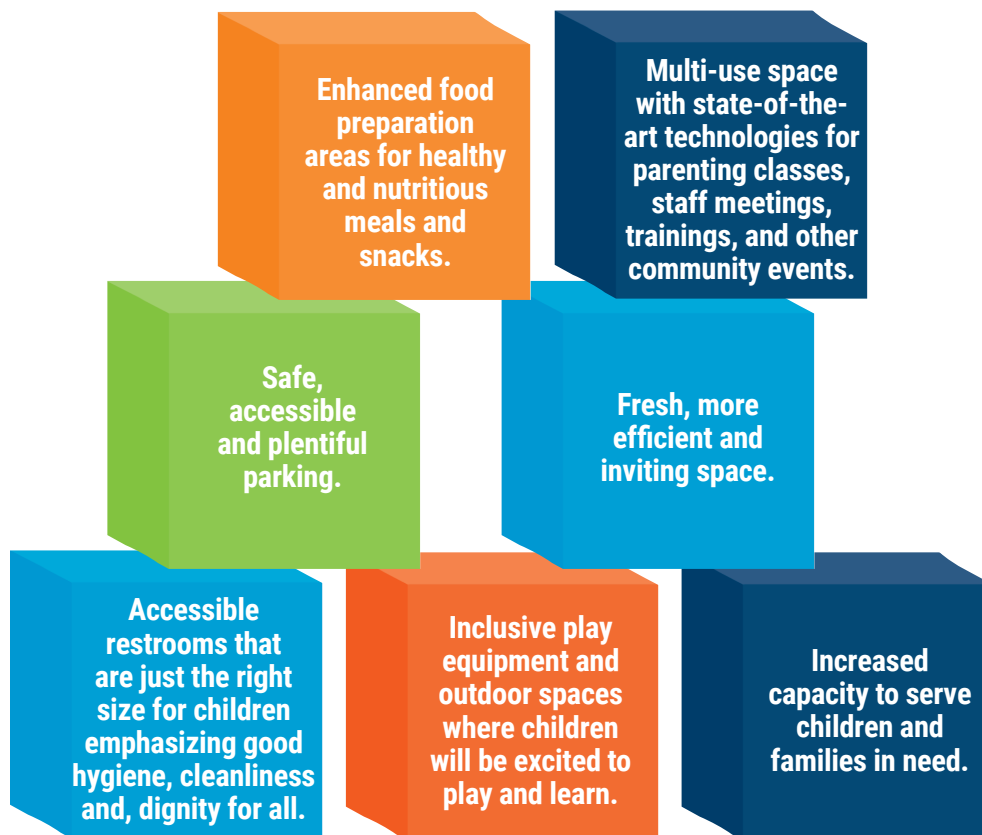 Enhanced food
preparation
areas for healthy
and nutritious
meals and
snacks.
Multi-use space
with state-of-the-
art technologies for
parenting classes,
staff meetings,
trainings, and other
community events.
Safe,
accessible
and plentiful
parking.
Fresh, more
efficient and
inviting space.
Accessible
restrooms that
are just the right
size for children
emphasizing good
hygiene, cleanliness
and, dignity for all.
Inclusive play
equipment and
outdoor spaces
where children
will be excited to
play and learn.
Increased
capacity to serve
children and
families in need.